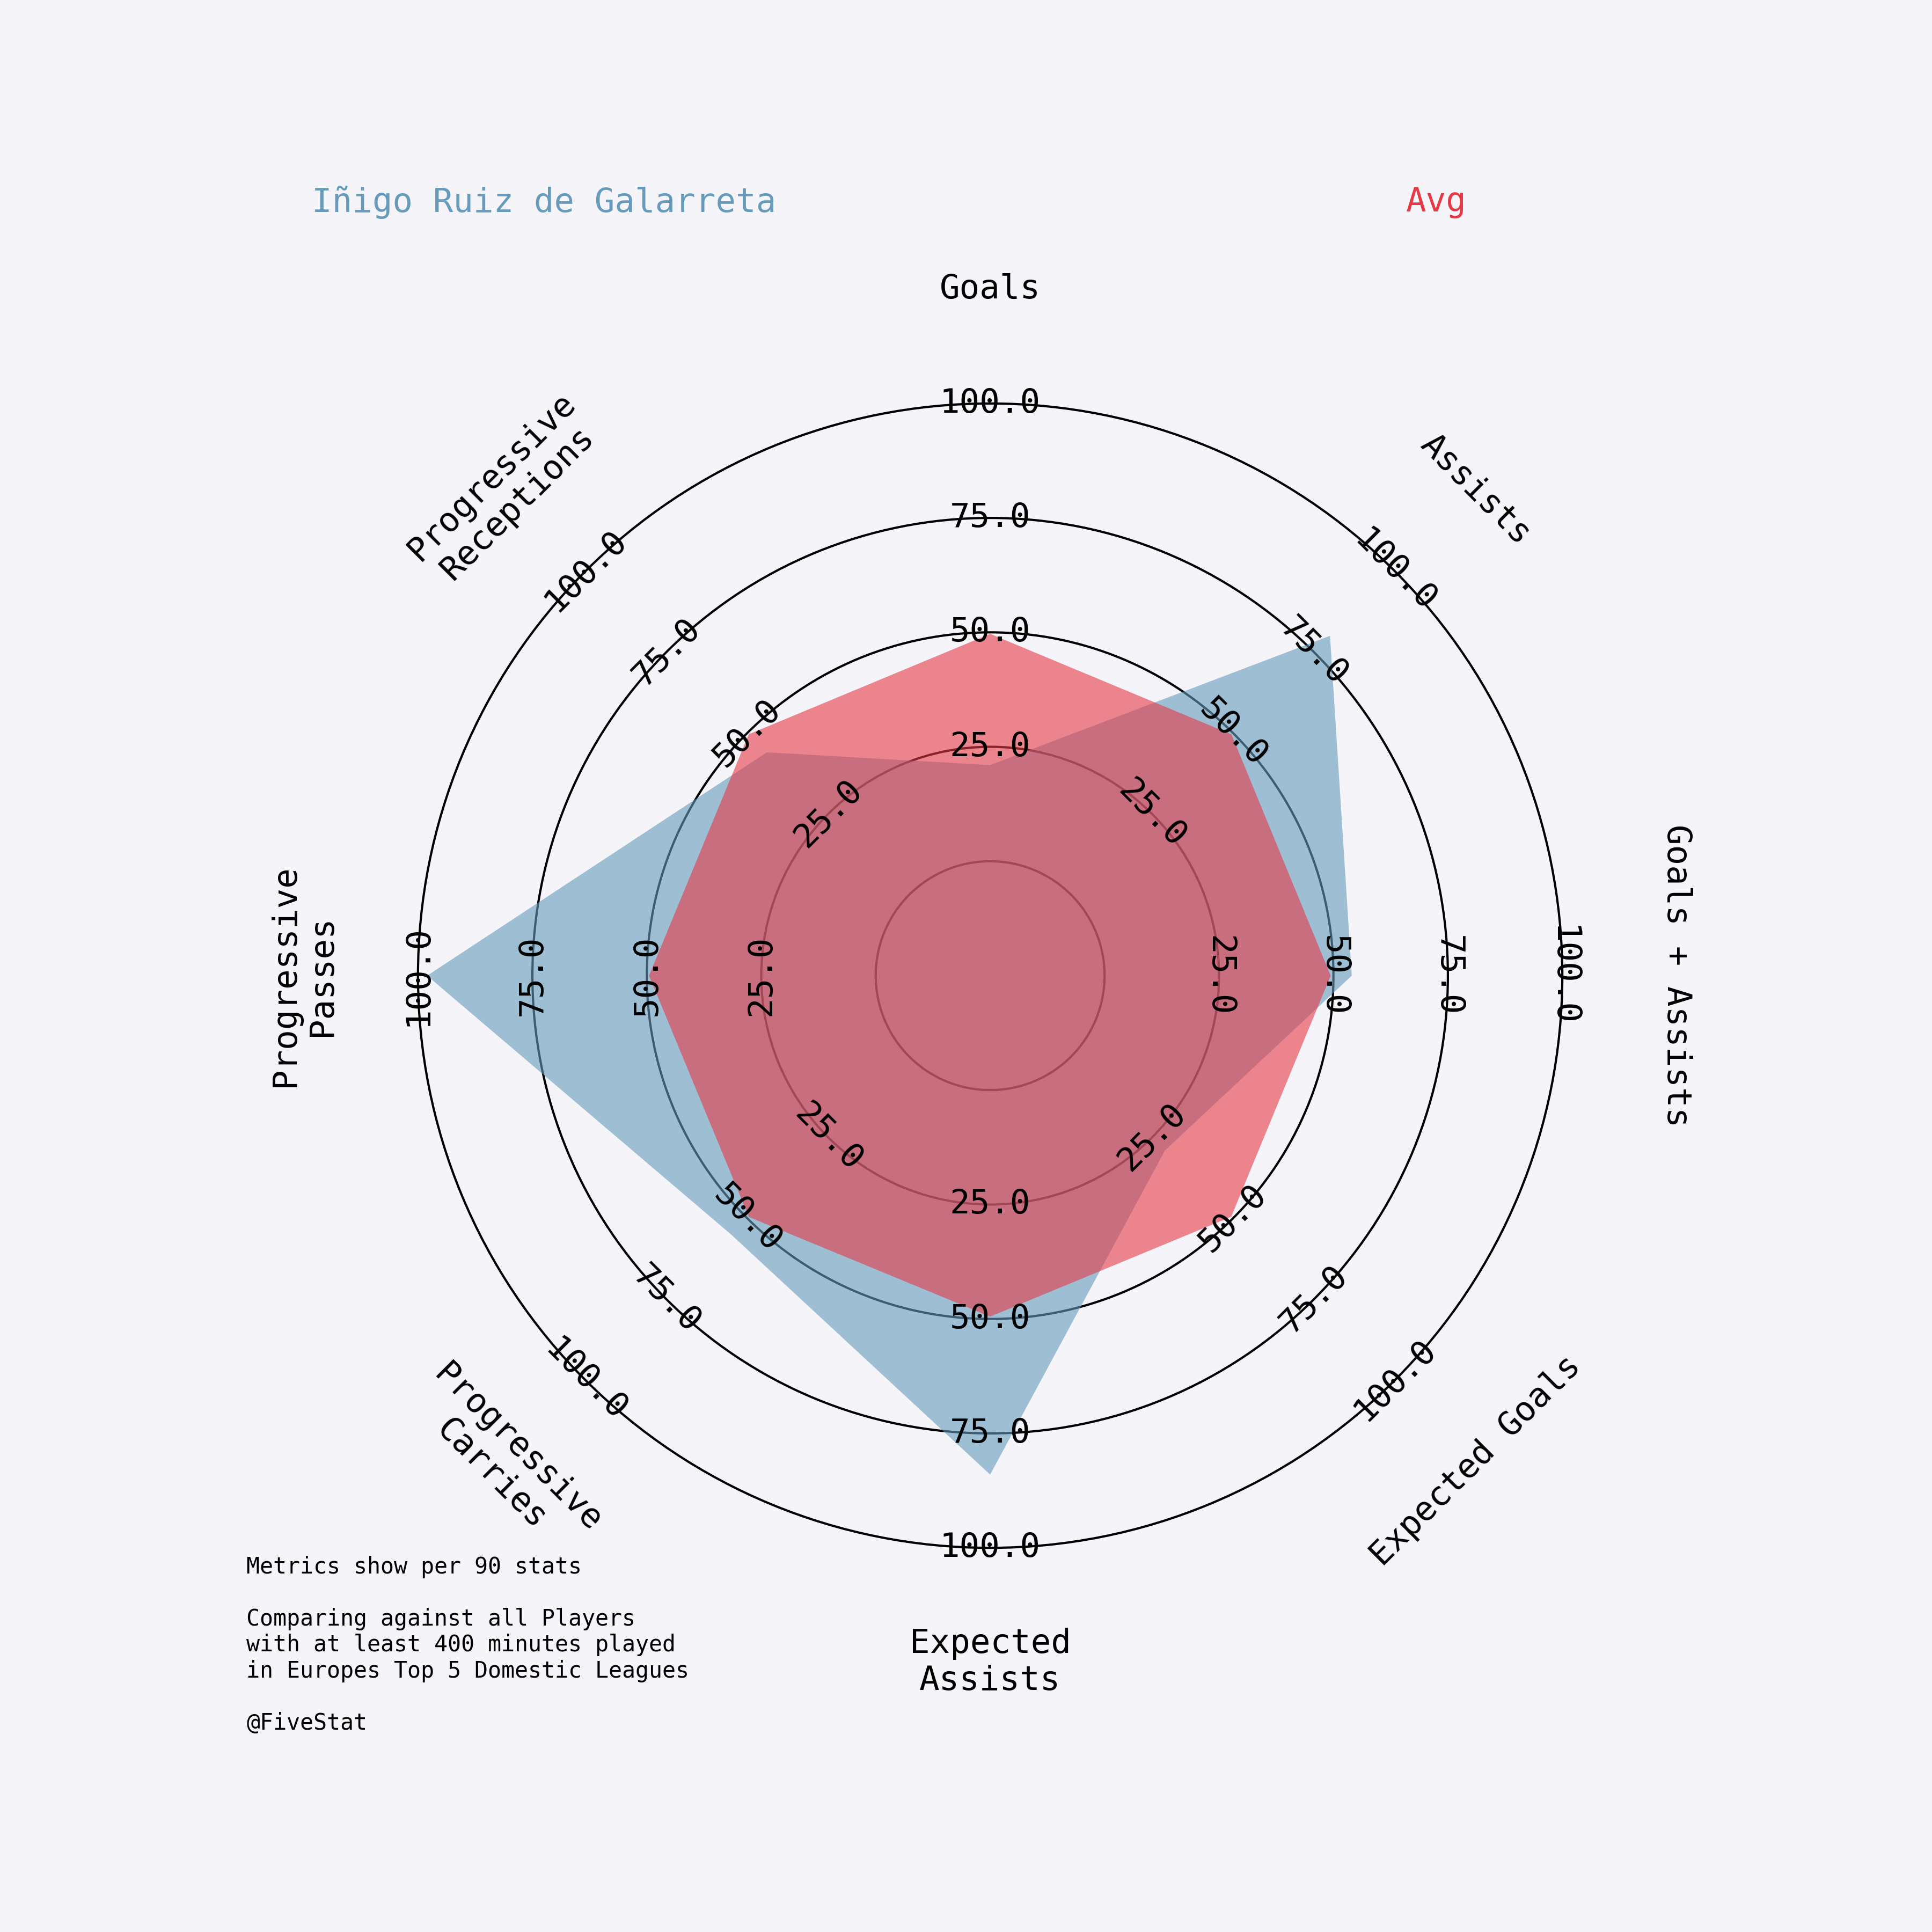 Iñigo Ruiz de Galarreta
Avg
Goals
Assists
Goals + Assists
Expected Goals
Expected
Assists
Progressive
Carries
Progressive
Passes
Progressive
Receptions
25.0
50.0
75.0
100.0
25.0
50.0
75.0
100.0
25.0
50.0
75.0
100.0
25.0
50.0
75.0
100.0
25.0
50.0
75.0
100.0
25.0
50.0
75.0
100.0
25.0
50.0
75.0
100.0
25.0
50.0
75.0
100.0
Metrics show per 90 stats
Comparing against all Players
with at least 400 minutes played
in Europes Top 5 Domestic Leagues
@FiveStat